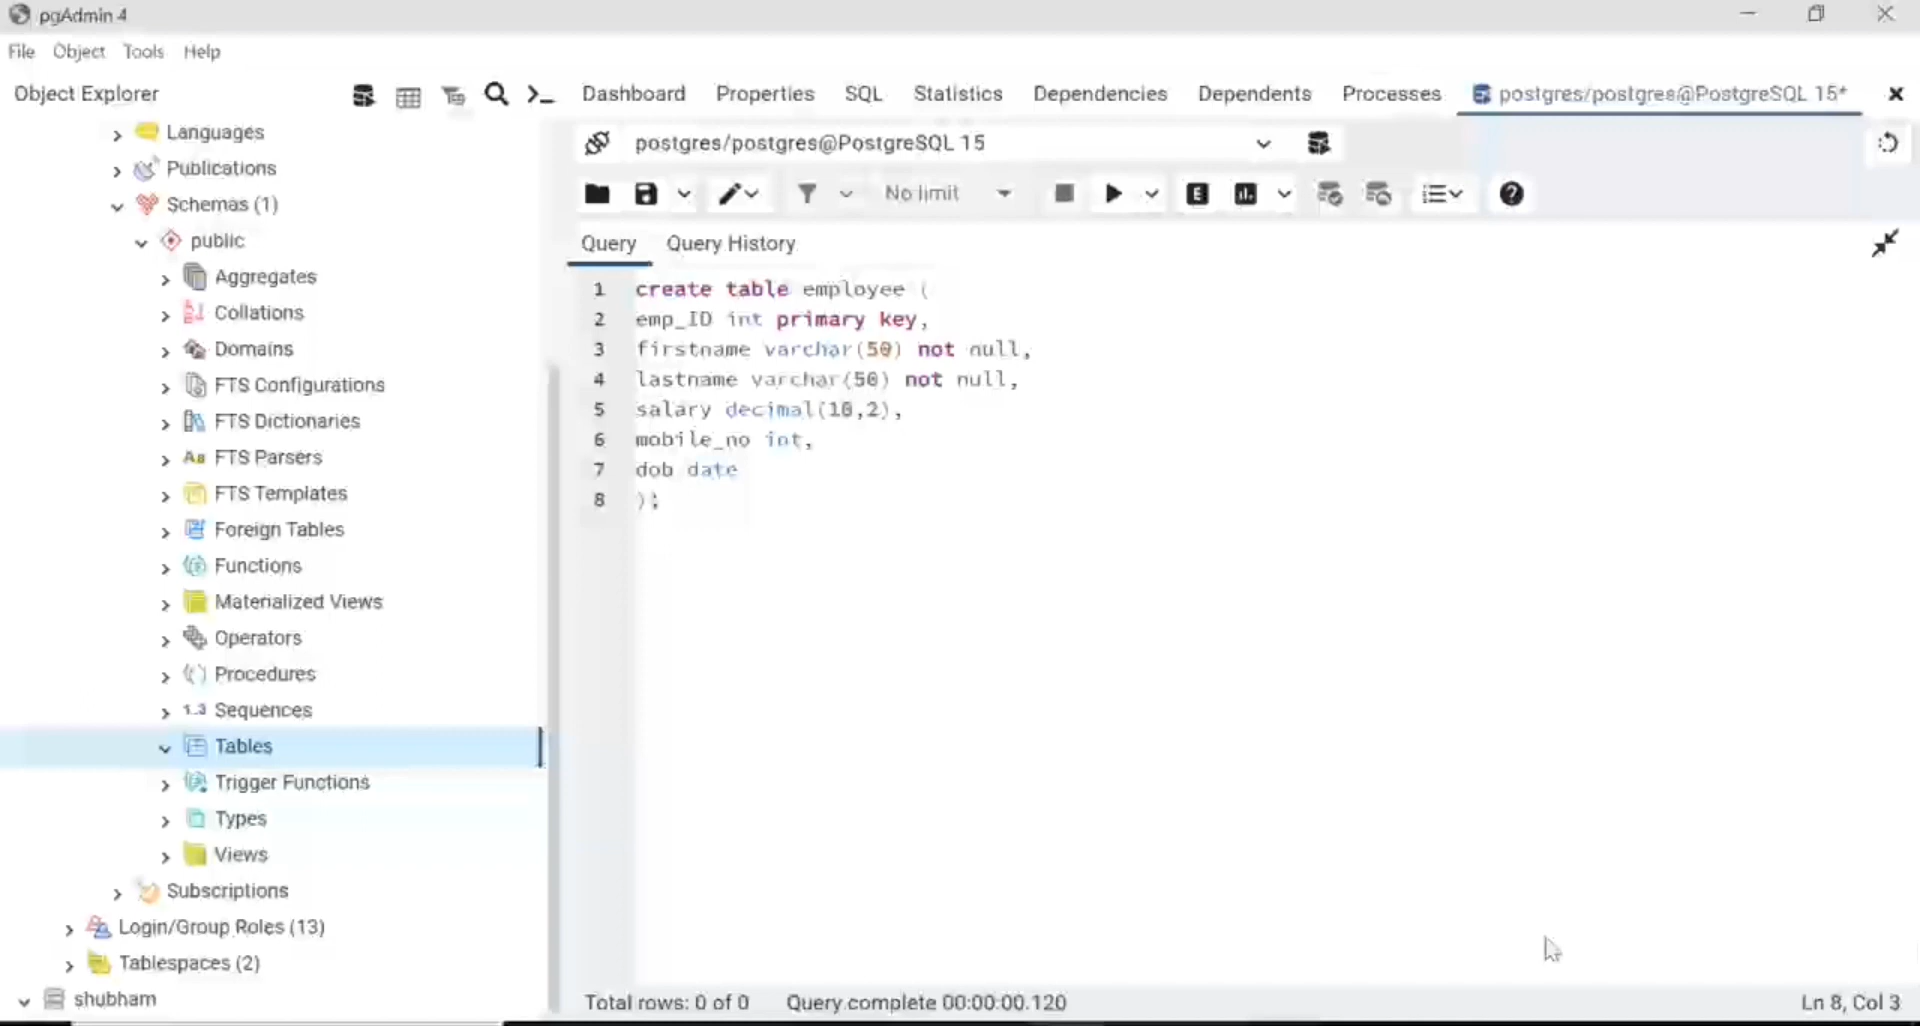 pgAdmin 4
File Object Tools Help
Object Explorer
Dashboard Properties SQL Statistics Dependencies Dependents Processes postgres/postgres@PostgreSQL 15*
Languages
Publications
Schemas (1)
public
Aggregates
Collations
Domains
FTS Configurations
FTS Dictionaries
Aa FTS Parsers
FTS Templates
Foreign Tables
Functions
Materialized Views
Operators
Procedures
1..3 Sequences
Tables
Trigger Functions
Types
Views
Subscriptions
Login/Group Roles (13)
Tablespaces (2)
shubham
postgres/postgres@PostgreSQL 15
No limit E
Query Query History
1 create table employee (
2 emp_ID int primary key,
3 firstname varchar(50) not null,
4 lastname varchar(50) not null,
5 salary decimal(10,2),
6 mobile_no int,
7 dob date
8 );
Total rows: 0 of 0 Query complete 00:00:00.120 Ln 8, Col 3